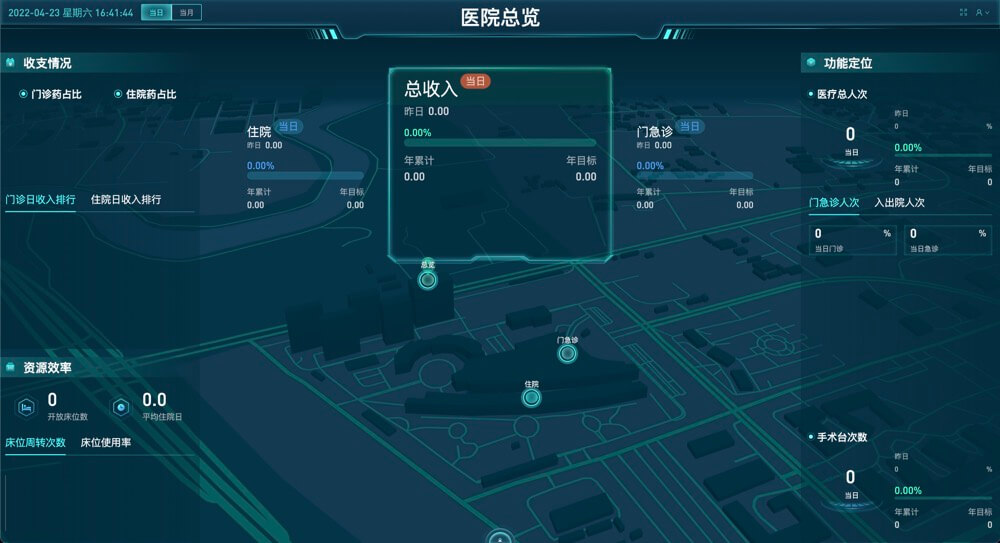 2022-04-23 星期六 16:41:44 当日 当月
医院总览
收支情况
门诊药占比 住院药占比
门诊日收入排行 住院日收入排行
资源效率
0
开放床位数
0.0
平均住院日
床位周转次数 床位使用率
住院 当日
昨日 0.00
0.00%
年累计 年目标
0.00 0.00
总收入 当日
昨日 0.00
0.00%
年累计 年目标
0.00 0.00
门急诊 当日
昨日 0.00
0.00%
年累计 年目标
0.00 0.00
总览
门急诊
住院
功能定位
医疗总人次
0
当日
昨日
0 %
0.00%
年累计 年目标
0 0
门急诊人次 入出院人次
0 %
当日门诊
0 %
当日急诊
手术台次数
0
当日
昨日
0 %
0.00%
年累计 年目标
0 0